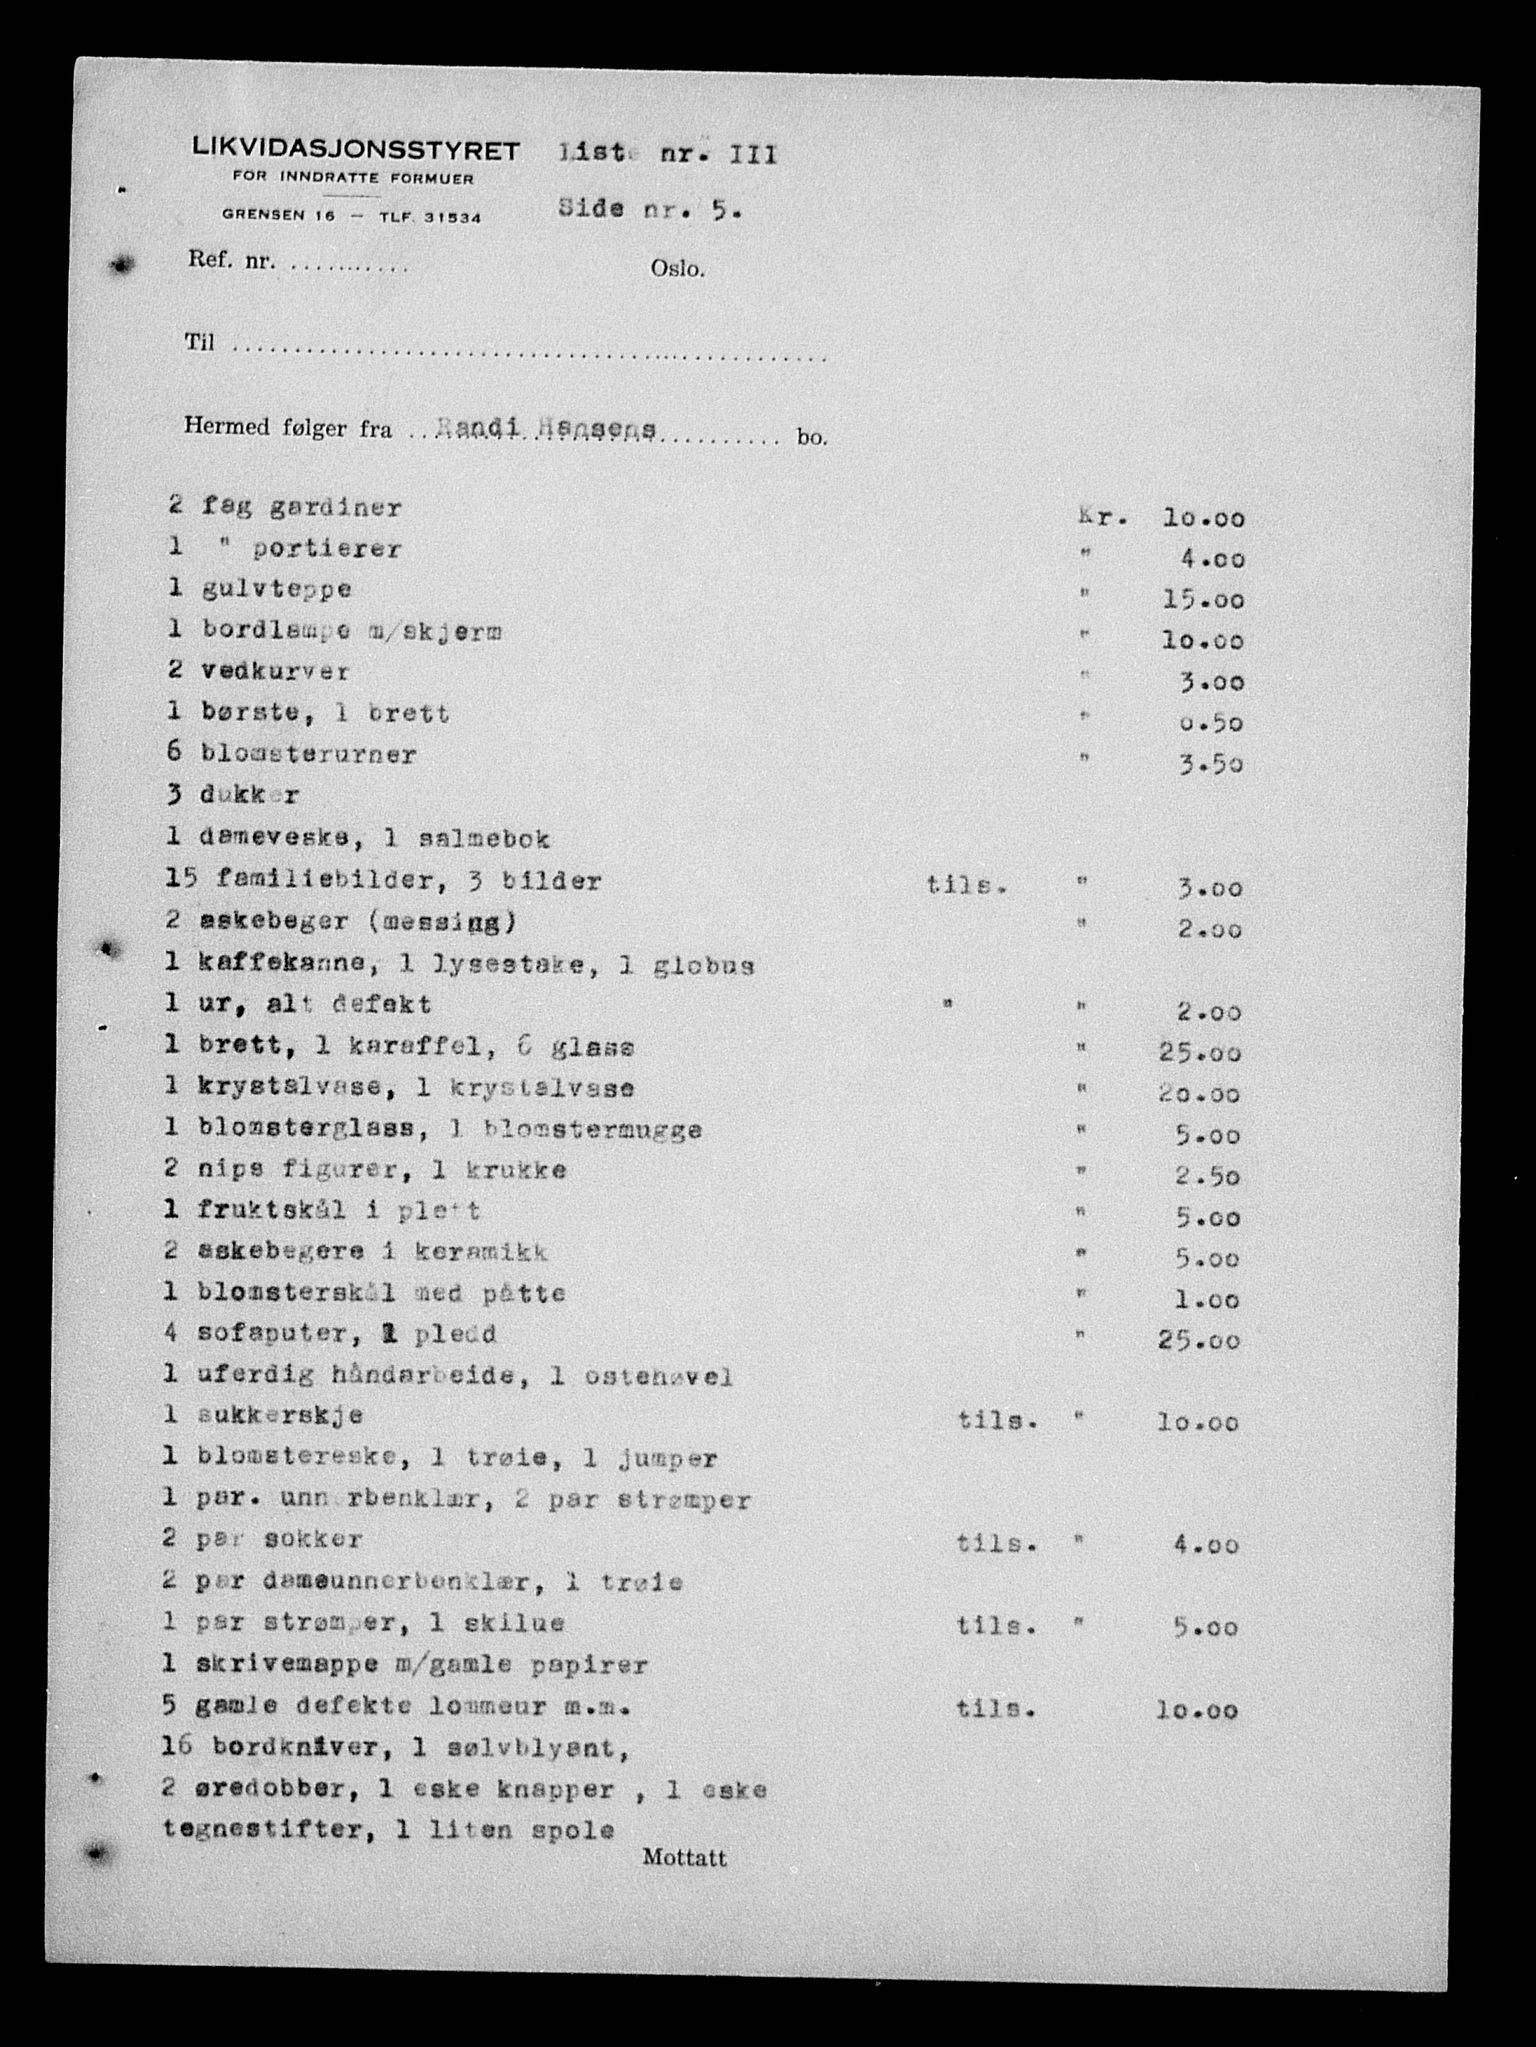 LIKVIDASJONSSTYRET Liste nr. III
FOR INNDRATTE FORMUER
GRENSEN 16 — TLF. 31534 Side nr. 5.
Ref. nr. ............ Oslo.
Til ................................................
Hermed følger fra ...Randi Hansens.......... bo.
2 fag gardiner Kr. 10.00
1 " portierer " 4.00
1 gulvteppe " 15.00
1 bordlampe m/skjerm " 10.00
2 vedkurver " 3.00
1 børste, 1 brett " 0.50
6 blomsterurner " 3.50
3 dukker
1 dameveske, 1 salmebok
15 familiebilder, 3 bilder tils. " 3.00
2 askebeger (messing) " 2.00
1 kaffekanne, 1 lysestake, 1 globus
1 ur, alt defekt " " 2.00
1 brett, 1 karaffel, 6 glass " 25.00
1 krystalvase, 1 krystalvase " 20.00
1 blomsterglass, 1 blomstermugge " 5.00
2 nips figurer, 1 krukke " 2.50
1 fruktskål i plett " 5.00
2 askebegere i keramikk " 5.00
1 blomsterskål med påtte " 1.00
4 sofaputer, 1 pledd " 25.00
1 uferdig håndarbeide, 1 ostehøvel
1 sukkerskje tils. " 10.00
1 blomstereske, 1 trøie, 1 jumper
1 par. unnerbenklær, 2 par strømper
2 par sokker tils. " 4.00
2 par dameunnerbenklær, 1 trøie
1 par strømper, 1 skilue tils. " 5.00
1 skrivemappe m/gamle papirer
5 gamle defekte lommeur m.m. tils. 10.00
16 bordkniver, 1 sølvblyant,
2 øredobber, 1 eske knapper , 1 eske
tegnestifter, 1 liten spole
Mottatt